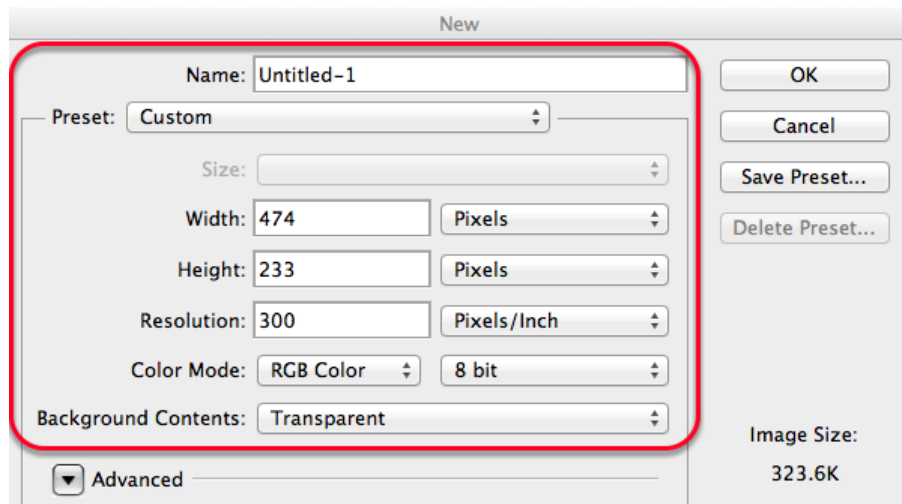 New
Name: Untitled-1
OK
Preset: Custom
Cancel
Size:
Save Preset...
Width: 474 Pixels
Delete Preset...
Height: 233 Pixels
Resolution: 300 Pixels/Inch
Color Mode: RGB Color 8 bit
Background Contents: Transparent
Image Size:
323.6K
Advanced